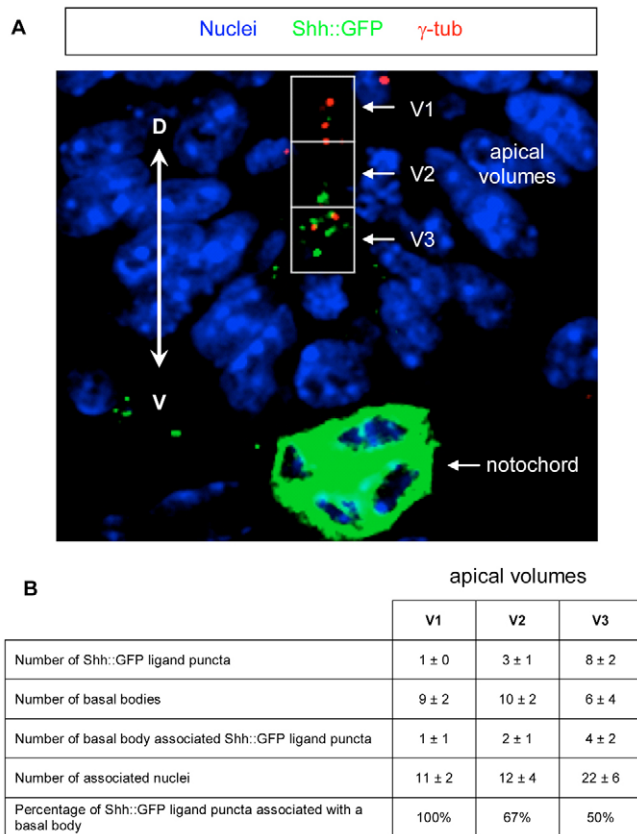 A
Nuclei Shh::GFP γ-tub
D
V1
V2
apical
volumes
V3
V
notochord
B
apical volumes
V1 V2 V3
Number of Shh::GFP ligand puncta 1 ± 0 3 ± 1 8 ± 2
Number of basal bodies 9 ± 2 10 ± 2 6 ± 4
Number of basal body associated Shh::GFP ligand puncta 1 ± 1 2 ± 1 4 ± 2
Number of associated nuclei 11 ± 2 12 ± 4 22 ± 6
Percentage of Shh::GFP ligand puncta associated with a
basal body 100% 67% 50%